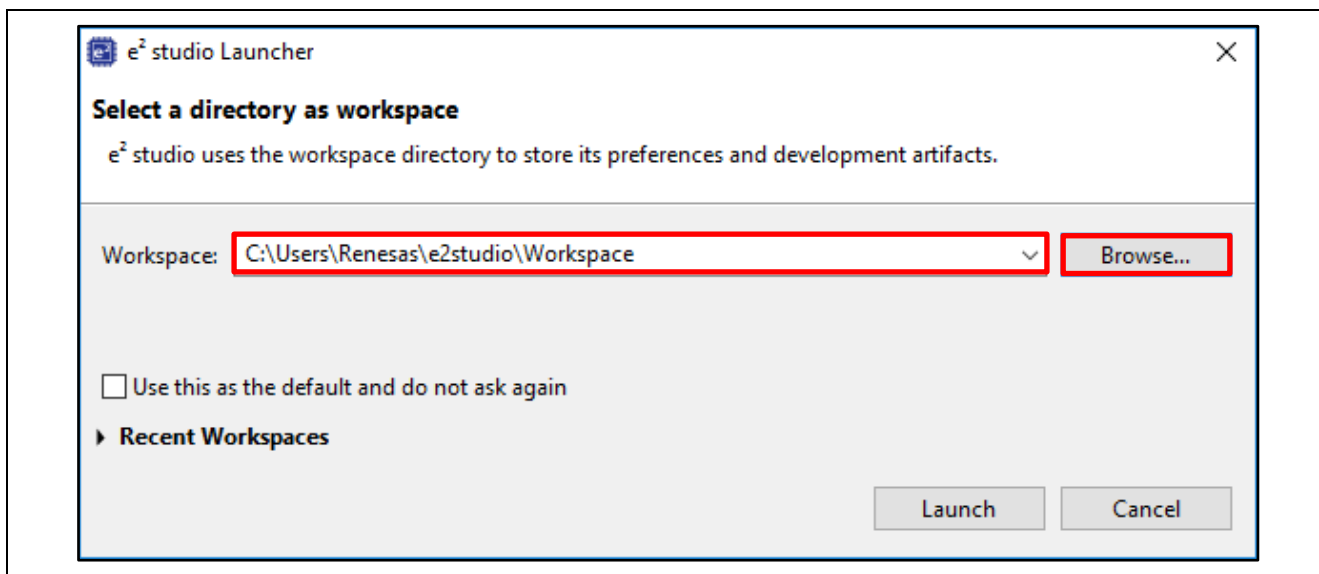 e² studio Launcher
Select a directory as workspace
e² studio uses the workspace directory to store its preferences and development artifacts.
Workspace: C:\Users\Renesas\e2studio\Workspace Browse...
Use this as the default and do not ask again
Recent Workspaces
Launch Cancel